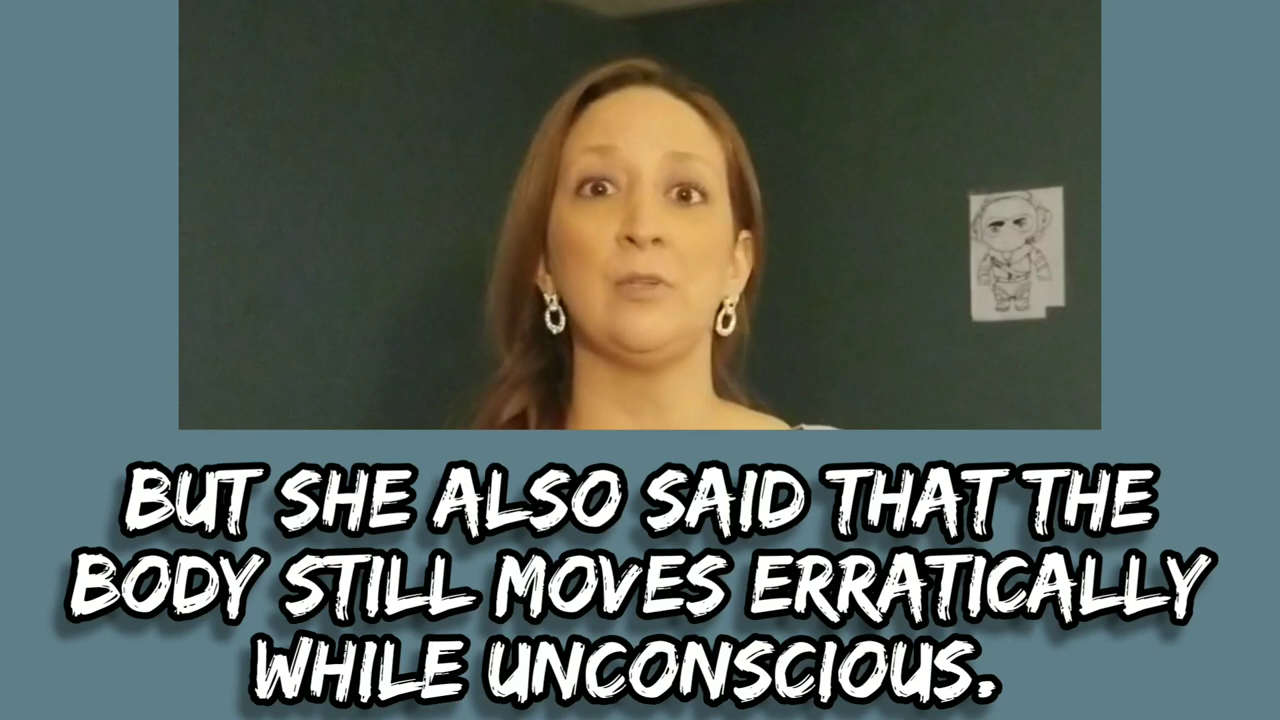 BUT SHE ALSO SAID THAT THE
BODY STILL MOVES ERRATICALLY
WHILE UNCONSCIOUS.